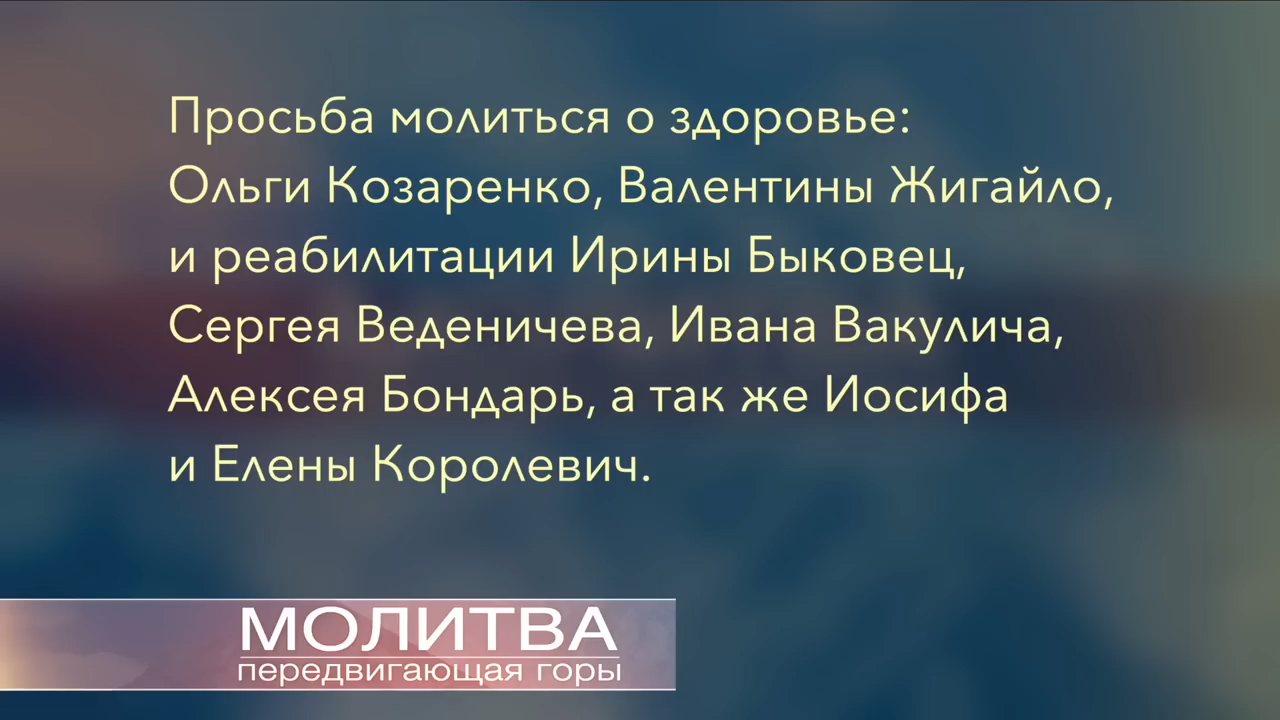 Просьба молиться о здоровье:
Ольги Козаренко, Валентины Жигайло,
и реабилитации Ирины Быковец,
Сергея Веденичева, Ивана Вакулича,
Алексея Бондарь, а так же Иосифа
и Елены Королевич.
МОЛИТВА
передвигающая горы